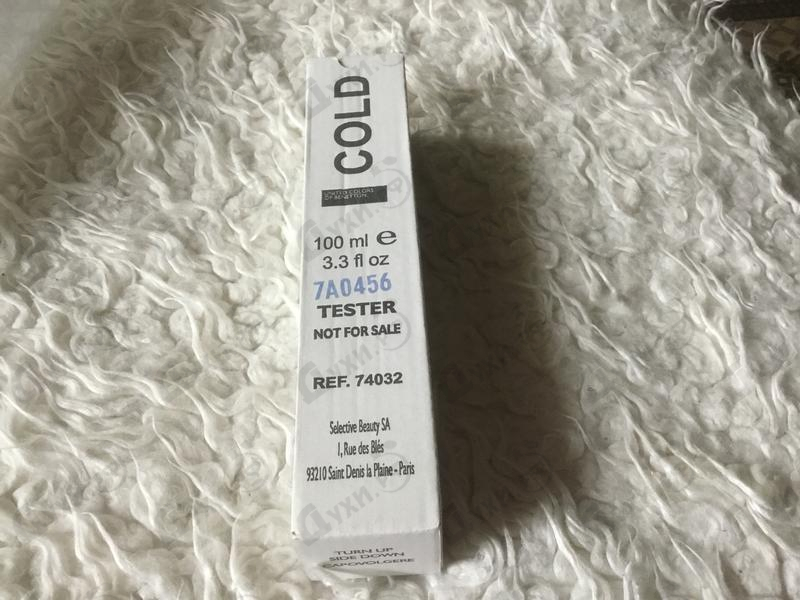 COLD
UNITED COLORS
OF BENETTON.
100 ml e
3.3 fl oz
7A0456
TESTER
NOT FOR SALE
REF. 74032
Selective Beauty SA
1, Rue des Blés
93210 Saint Denis la Plaine - Paris
TURN UP
SIDE DOWN
CAPOVOLGERE